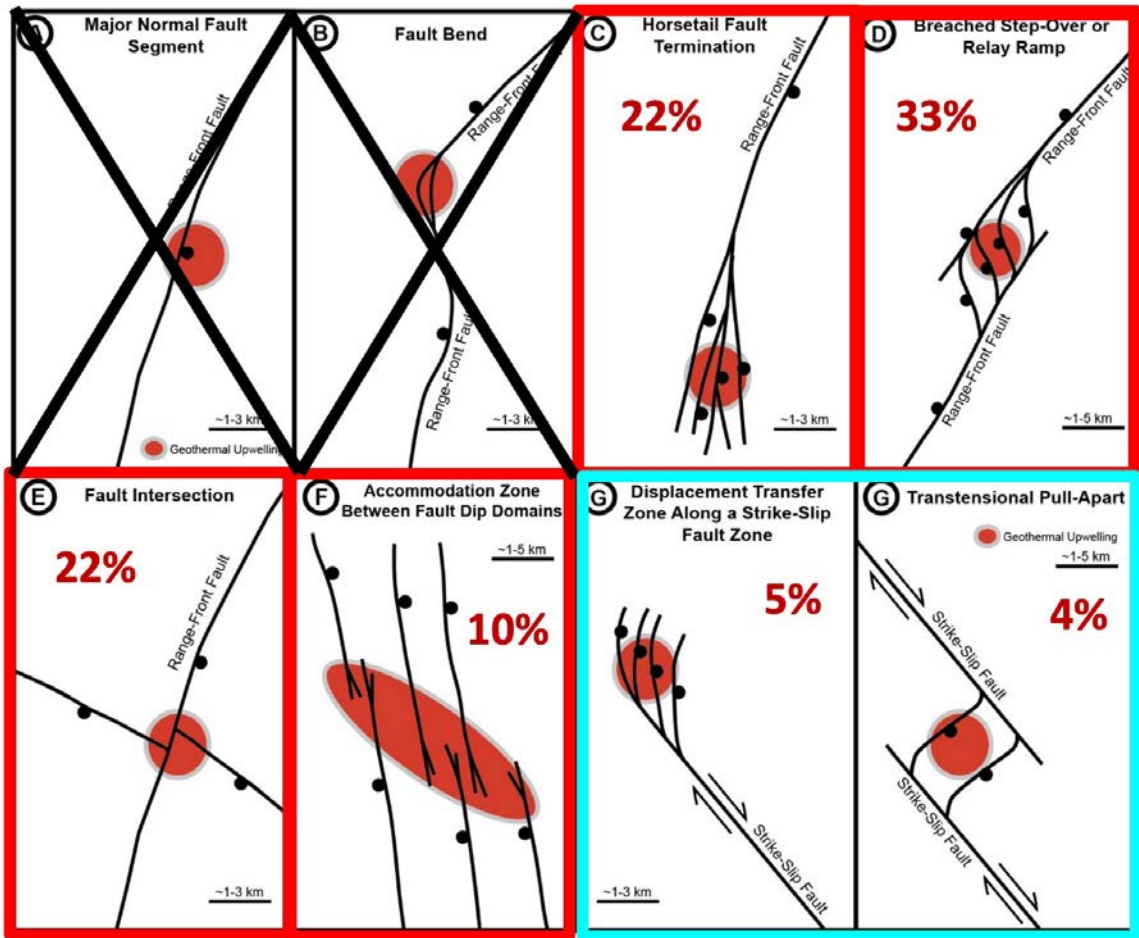 A
Major Normal Fault
Segment
Range-Front Fault
~1-3 km
Geothermal Upwelling
B
Fault Bend
Range-Front Fault
Range-Front Fault
~1-3 km
C
Horsetail Fault
Termination
22%
Range-Front Fault
~1-3 km
D
Breached Step-Over or
Relay Ramp
33%
Range-Front Fault
Range-Front Fault
~1-5 km
E
Fault Intersection
22%
Range-Front Fault
~1-3 km
F
Accommodation Zone
Between Fault Dip Domains
~1-5 km
10%
G
Displacement Transfer
Zone Along a Strike-Slip
Fault Zone
5%
Strike-Slip Fault
~1-3 km
G
Transtensional Pull-Apart
Geothermal Upwelling
~1-5 km
4%
Strike-Slip Fault
Strike-Slip Fault